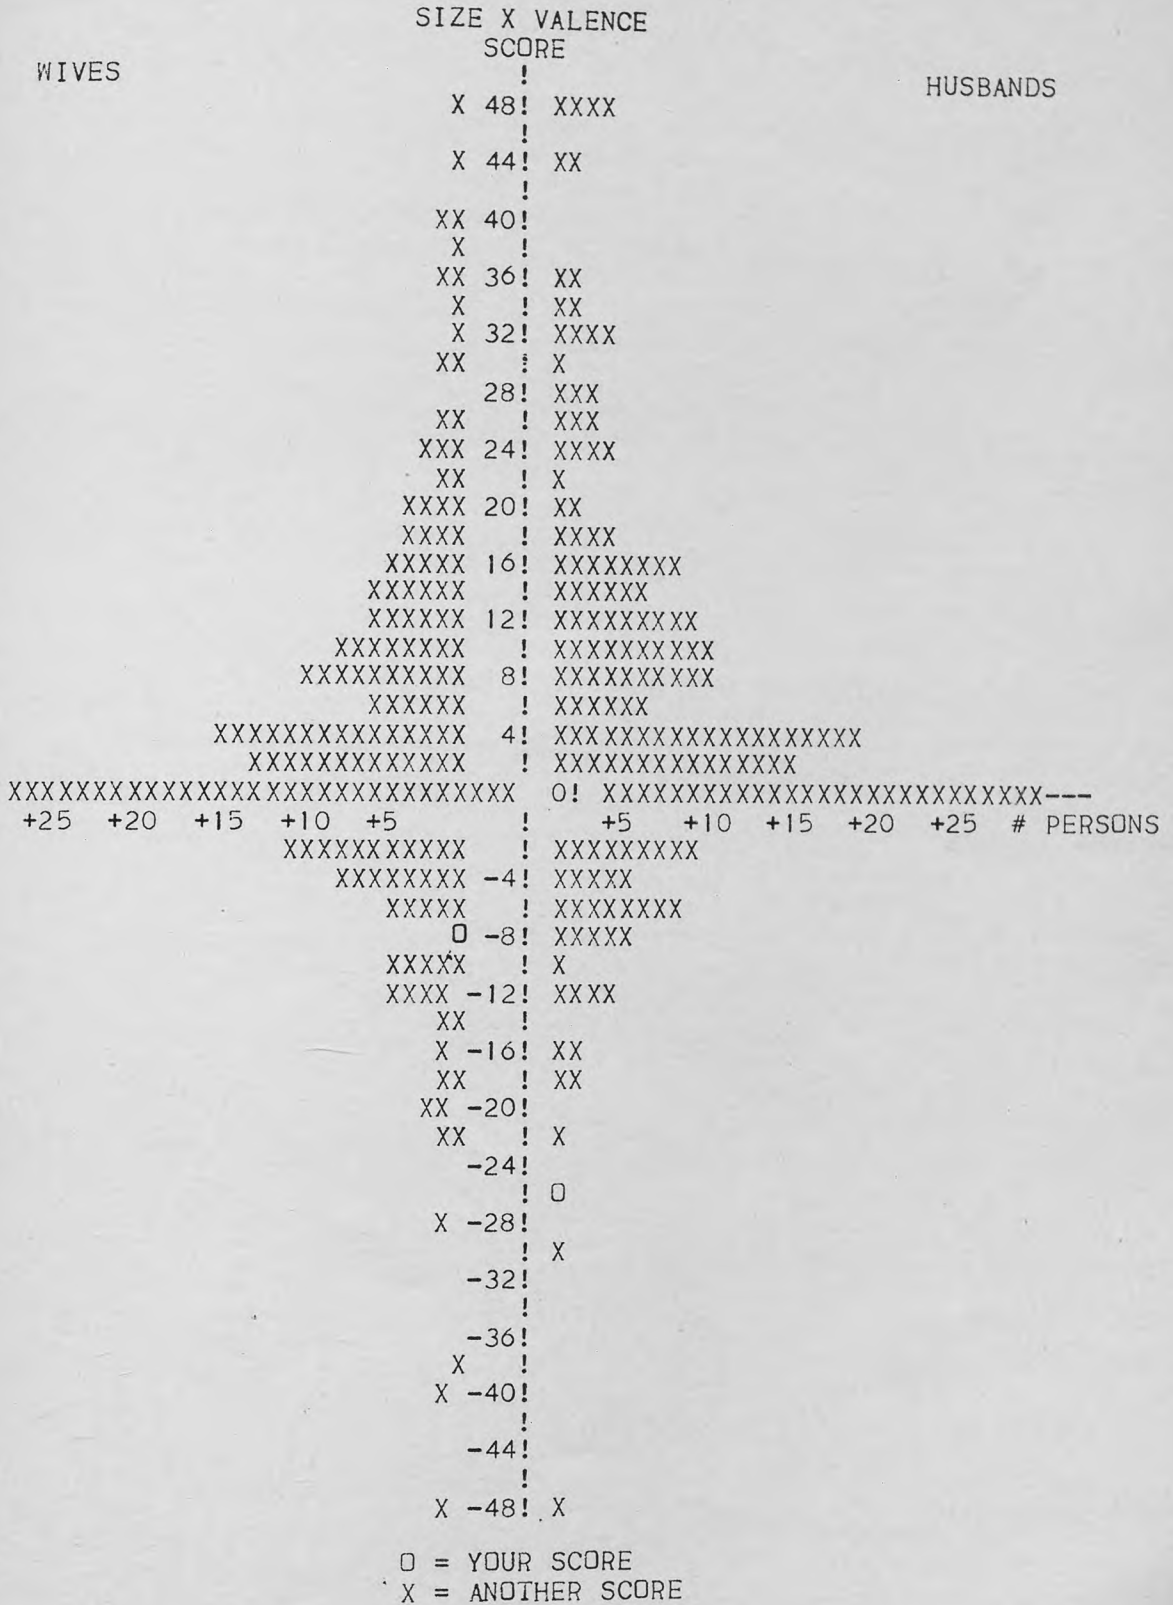 SIZE X VALENCE
SCORE
WIVES
!
HUSBANDS
X 48! XXXX
!
X 44! XX
!
XX 40!
X !
XX 36! XX
X ! XX
X 32! XXXX
XX ! X
28! XXX
XX ! XXX
XXX 24! XXXX
XX ! X
XXXX 20! XX
XXXX ! XXXX
XXXXX 16! XXXXXXXX
XXXXXX ! XXXXXX
XXXXXX 12! XXXXXXXXX
XXXXXXXX ! XXXXXXXXXX
XXXXXXXXXX 8! XXXXXXXXXX
XXXXXX ! XXXXXX
XXXXXXXXXXXXXXX 4! XXXXXXXXXXXXXXXXXXX
XXXXXXXXXXXXX ! XXXXXXXXXXXXXXX
XXXXXXXXXXXXXXXXXXXXXXXXXXXXXX 0! XXXXXXXXXXXXXXXXXXXXXXXXXXX---
+25 +20 +15 +10 +5 ! +5 +10 +15 +20 +25 # PERSONS
XXXXXXXXXXX ! XXXXXXXXX
XXXXXXXX -4! XXXXX
XXXXX ! XXXXXXXX
O -8! XXXXX
XXXXX ! X
XXXX -12! XXXX
XX !
X -16! XX
XX ! XX
XX -20!
XX ! X
-24!
! O
X -28!
! X
-32!
!
-36!
X !
X -40!
!
-44!
!
X -48! X
O = YOUR SCORE
X = ANOTHER SCORE